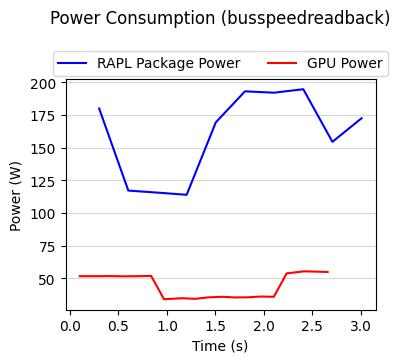 Power Consumption (busspeedreadback)
RAPL Package Power
GPU Power
200
175
150
125
100
75
50
Power (W)
0.0 0.5 1.0 1.5 2.0 2.5 3.0
Time (s)